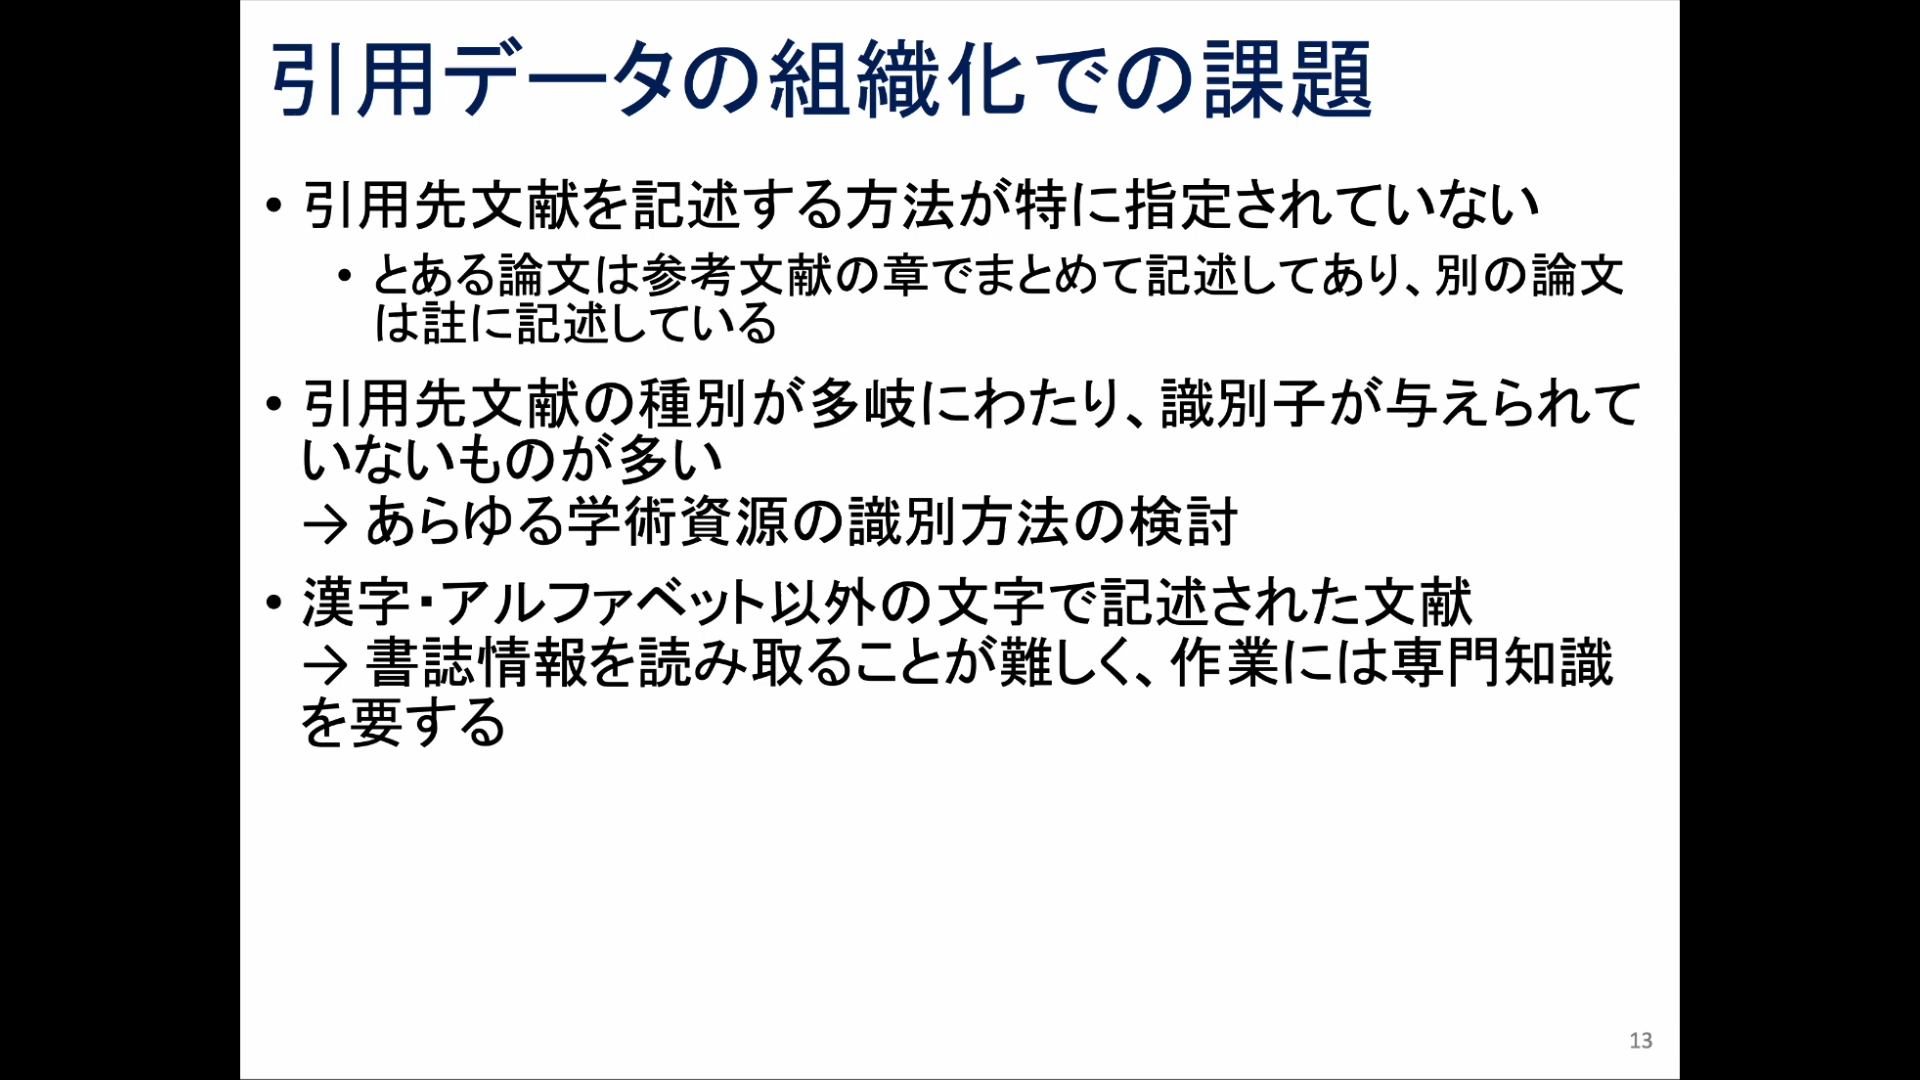 引用データの組織化での課題
• 引用先文献を記述する方法が特に指定されていない
• とある論文は参考文献の章でまとめて記述してあり、別の論文
は註に記述している
• 引用先文献の種別が多岐にわたり、識別子が与えられて
いないものが多い
→ あらゆる学術資源の識別方法の検討
• 漢字・アルファベット以外の文字で記述された文献
→ 書誌情報を読み取ることが難しく、作業には専門知識
を要する
13